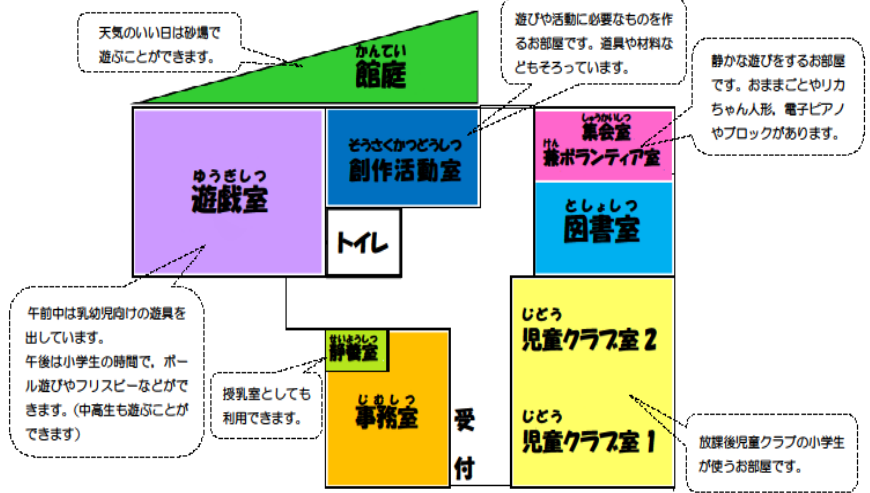 天気のいい日は砂場で
遊ぶことができます。
かんてい
館庭
遊びや活動に必要なものを作
るお部屋です。道具や材料な
どもそろっています。
静かな遊びをするお部屋
です。おままごとやリカ
ちゃん人形，電子ピアノ
やブロックがあります。
ゆうぎしつ
遊戯室
そうさくかつどうしつ
創作活動室
しゅうかいしつ
集会室
けん
兼ボランティア室
としょしつ
図書室
トイレ
午前中は乳幼児向けの遊具を
出しています。
午後は小学生の時間で，ボー
ル遊びやフリスビーなどがで
きます。（中高生も遊ぶことが
できます）
せいようしつ
静養室
授乳室としても
利用できます。
じむしつ
事務室
受
付
じどう
児童クラブ室２
じどう
児童クラブ室１
放課後児童クラブの小学生
が使うお部屋です。